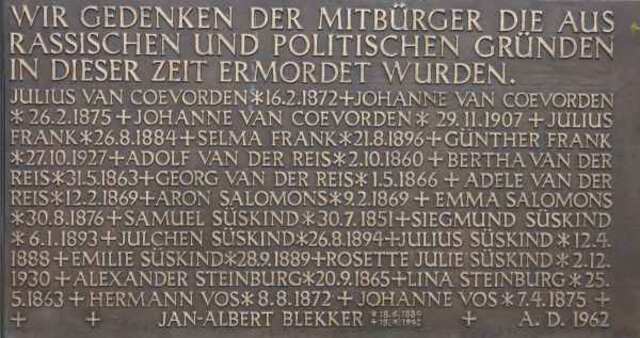 WIR GEDENKEN DER MITBÜRGER DIE AUS
RASSISCHEN UND POLITISCHEN GRÜNDEN
IN DIESER ZEIT ERMORDET WURDEN.
JULIUS VAN COEVORDEN*16.2.1872+JOHANNE VAN COEVORDEN
*26.2.1875+JOHANNE VAN COEVORDEN *29.11.1907+JULIUS
FRANK*26.8.1884+SELMA FRANK*21.8.1896+GÜNTHER FRANK
*27.10.1927+ADOLF VAN DER REIS*2.10.1860+BERTHA VAN DER
REIS*31.5.1863+GEORG VAN DER REIS*1.5.1866+ADELE VAN DER
REIS*12.2.1869+ARON SALOMONS*9.2.1869+EMMA SALOMONS
*30.8.1876+SAMUEL SÜSKIND*30.7.1851+SIEGMUND SÜSKIND
*6.1.1893+JULCHEN SÜSKIND*26.8.1894+JULIUS SÜSKIND*12.4.
1888+EMILIE SÜSKIND*28.9.1889+ROSETTE JULIE SÜSKIND*2.12.
1930+ALEXANDER STEINBURG*20.9.1865+LINA STEINBURG*25.
5.1863+HERMANN VOS*8.8.1872+JOHANNE VOS*7.4.1875+
+ + JAN-ALBERT BLEKKER + A. D. 1962